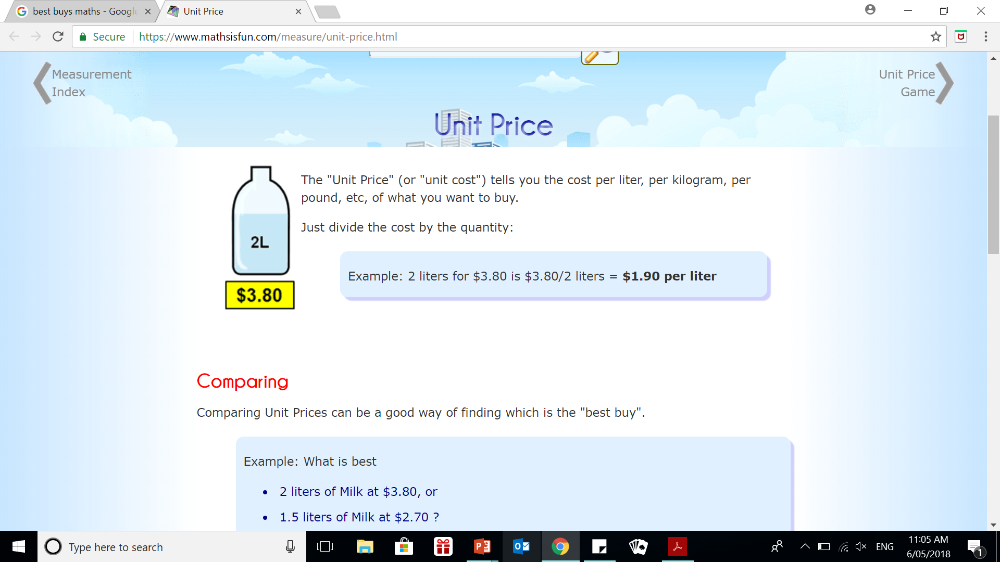 best buys maths - Google
Unit Price
Secure
https://www.mathsisfun.com/measure/unit-price.html
Measurement
Index
Unit Price
Game
Unit Price
The "Unit Price" (or "unit cost") tells you the cost per liter, per kilogram, per
pound, etc, of what you want to buy.
Just divide the cost by the quantity:
2L
$3.80
Example: 2 liters for $3.80 is $3.80/2 liters = $1.90 per liter
Comparing
Comparing Unit Prices can be a good way of finding which is the "best buy".
Example: What is best
• 2 liters of Milk at $3.80, or
• 1.5 liters of Milk at $2.70 ?
Type here to search
ENG
11:05 AM
6/05/2018
1